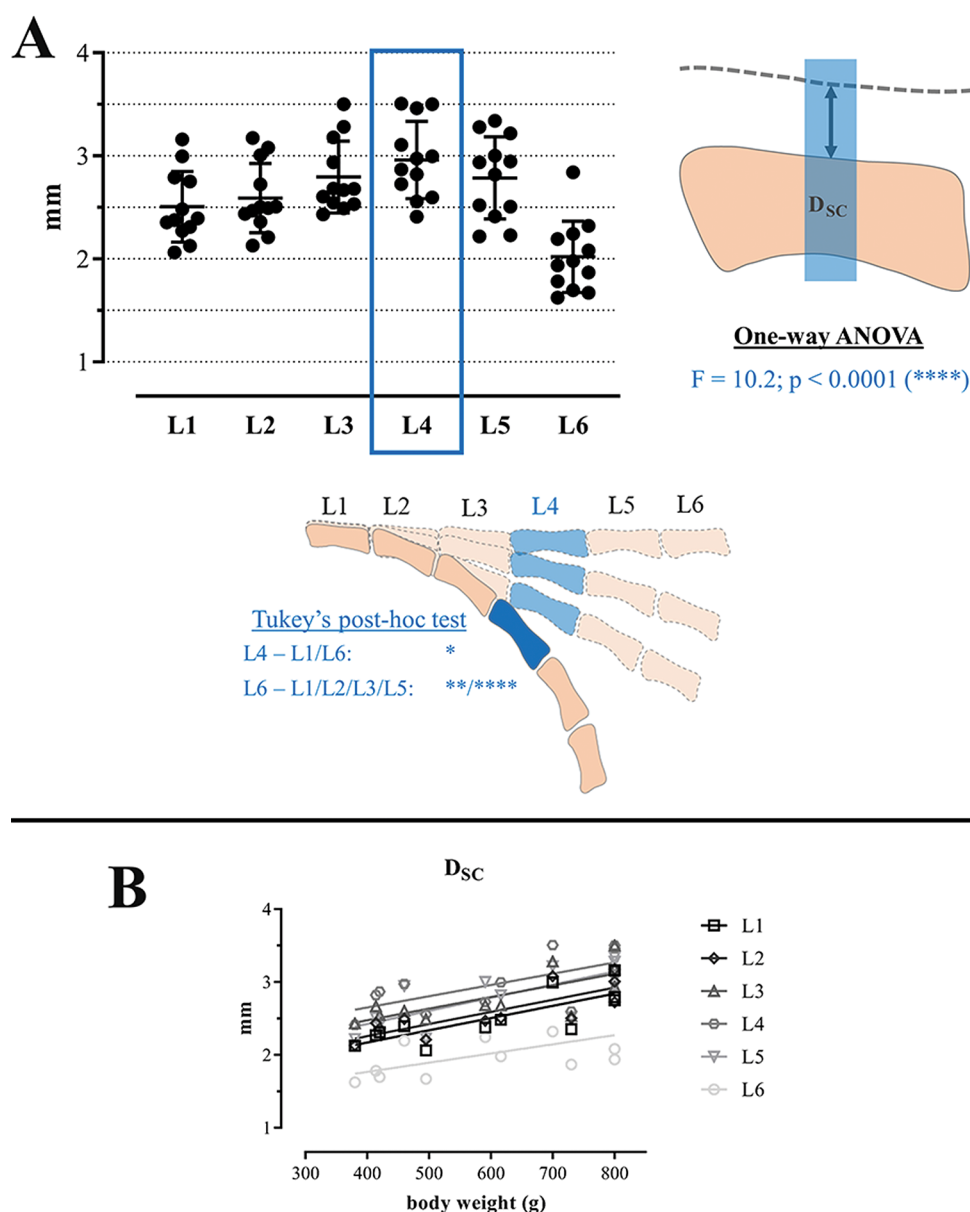 A
4
3
2
1
mm
L1 L2 L3 L4 L5 L6
D_SC
One-way ANOVA
F = 10.2; p < 0.0001 (****)
L1 L2 L3 L4 L5 L6
Tukey’s post-hoc test
L4 – L1/L6: *
L6 – L1/L2/L3/L5: **/****
B
D_SC
4
3
2
1
mm
300 400 500 600 700 800
body weight (g)
L1
L2
L3
L4
L5
L6